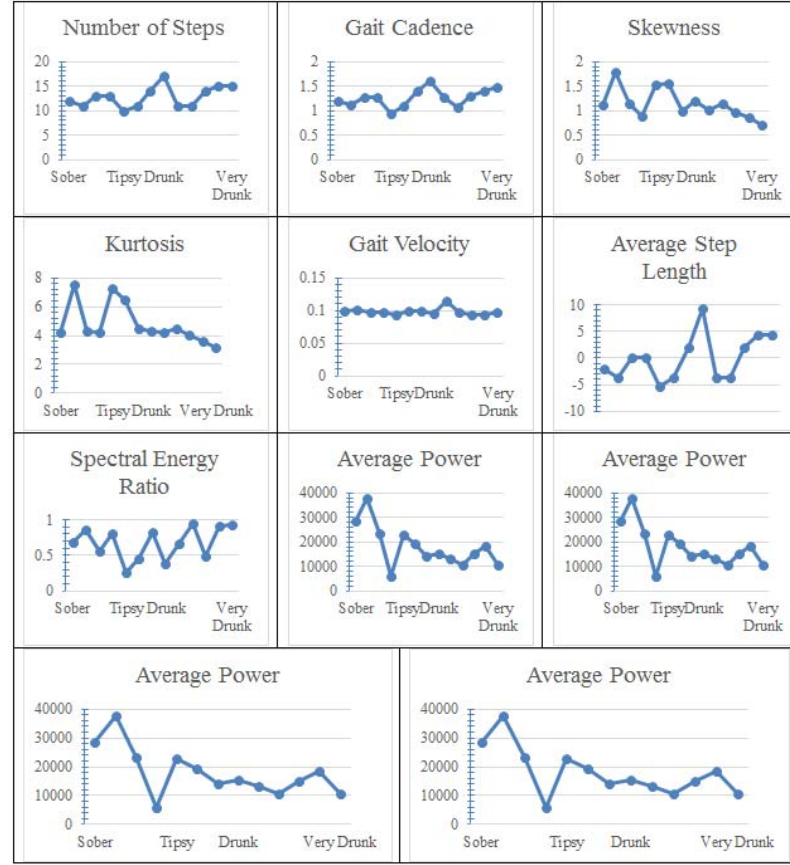 Number of Steps
20
15
10
5
0
Sober Tipsy Drunk Very
Drunk
Gait Cadence
2
1.5
1
0.5
0
Sober Tipsy Drunk Very
Drunk
Skewness
2
1.5
1
0.5
0
Sober Tipsy Drunk Very
Drunk
Kurtosis
8
6
4
2
0
Sober Tipsy Drunk Very Drunk
Gait Velocity
0.15
0.1
0.05
0
Sober TipsyDrunk Very
Drunk
Average Step
Length
10
5
0
-5
-10
Spectral Energy
Ratio
1
0.5
0
Sober Tipsy Drunk Very
Drunk
Average Power
40000
30000
20000
10000
0
Sober TipsyDrunk Very
Drunk
Average Power
40000
30000
20000
10000
0
Sober TipsyDrunk Very
Drunk
Average Power
40000
30000
20000
10000
0
Sober Tipsy Drunk Very Drunk
Average Power
40000
30000
20000
10000
0
Sober Tipsy Drunk Very Drunk